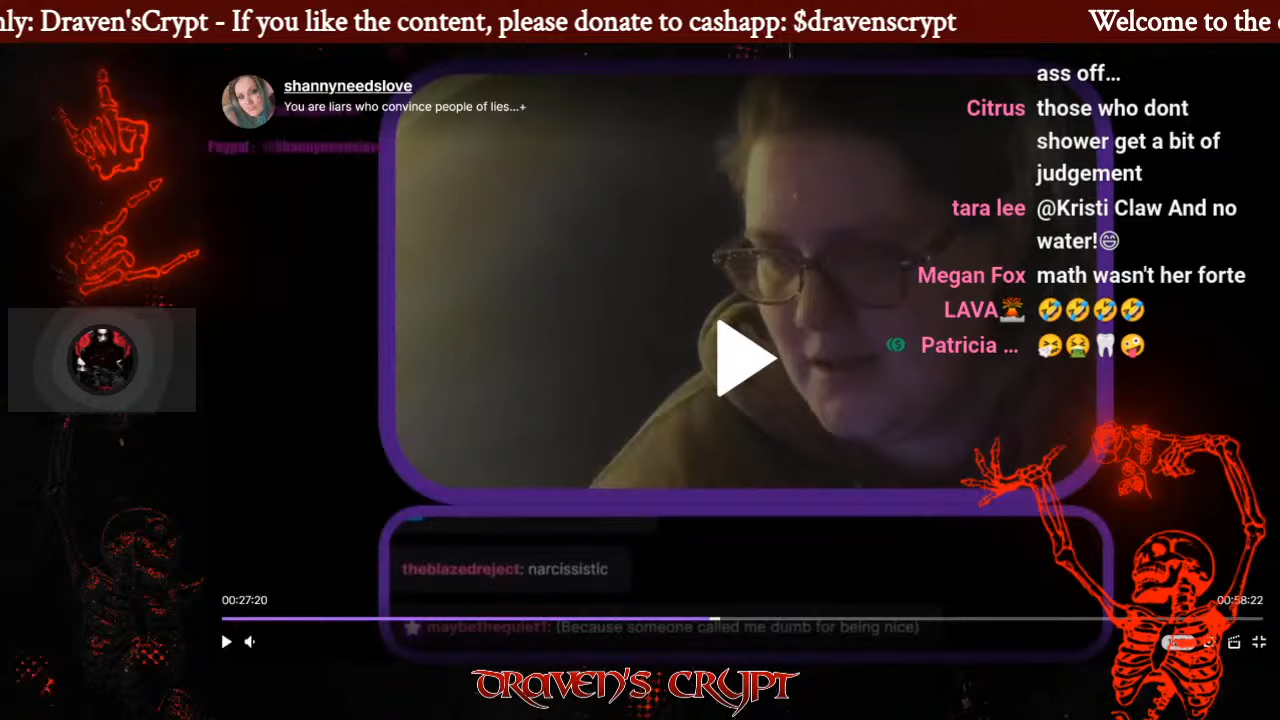 nly: Draven'sCrypt - If you like the content, please donate to cashapp: $dravenscrypt
Welcome to the
shannyneedslove
You are liars who convince people of lies...+
Paypal : @Shannyneedslove
ass off...
Citrus those who dont
shower get a bit of
judgement
tara lee @Kristi Claw And no
water!😄
Megan Fox math wasn't her forte
LAVA🌋 🤣🤣🤣🤣
Patricia ... 🤧🤮🦷🤪
theblazedreject: narcissistic
00:27:20
00:58:22
maybethequiet1: (Because someone called me dumb for being nice)
DRAVEN'S CRYPT